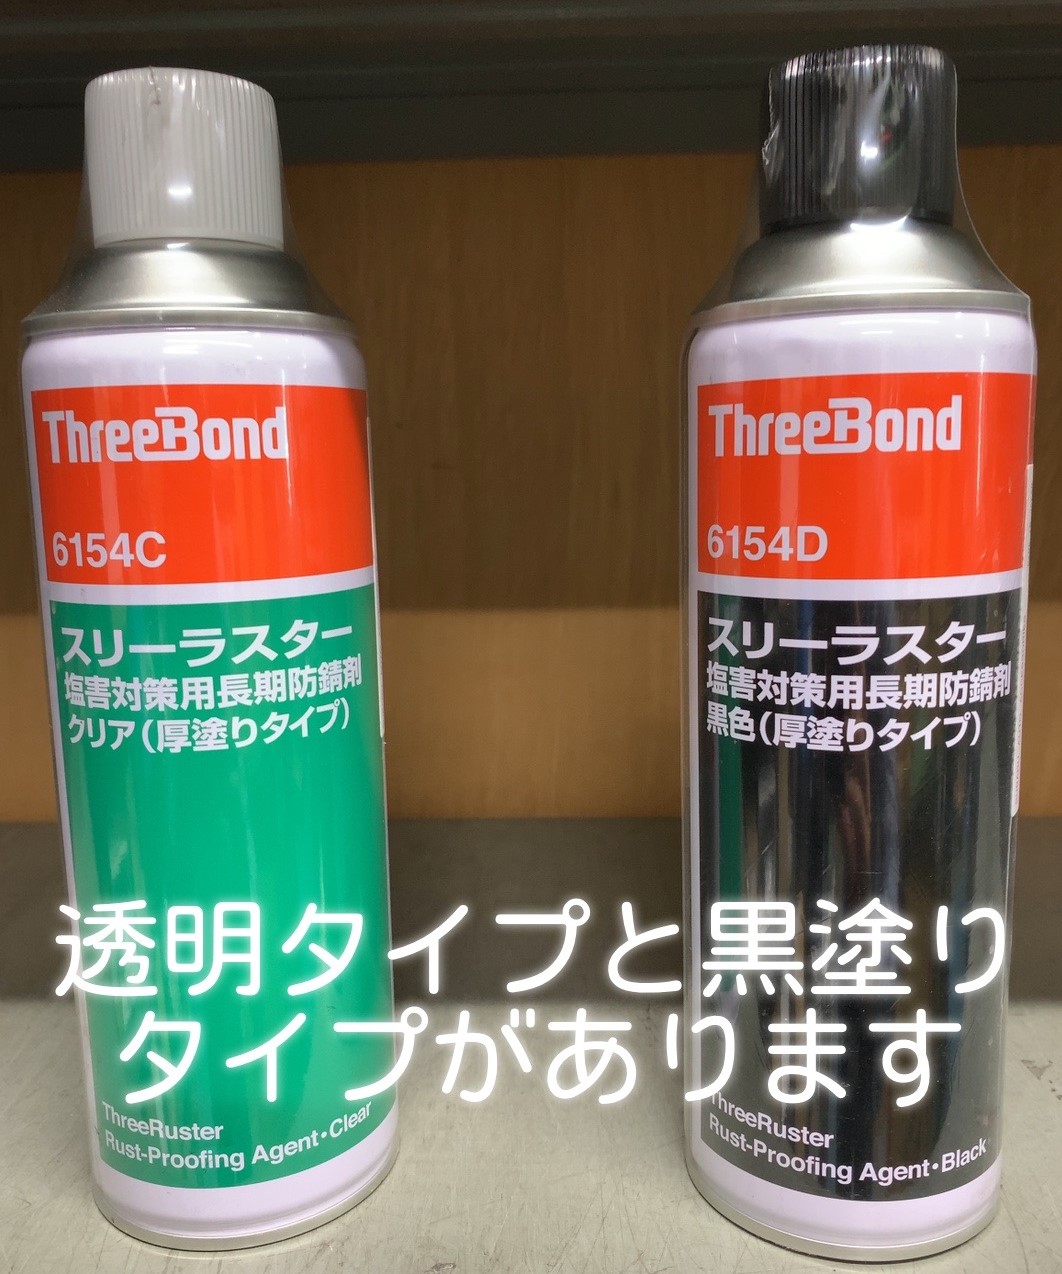 ThreeBond
6154C
スリーラスター
塩害対策用長期防錆剤
クリア(厚塗りタイプ)
ThreeRuster
Rust-Proofing Agent・Clear
ThreeBond
6154D
スリーラスター
塩害対策用長期防錆剤
黒色(厚塗りタイプ)
ThreeRuster
Rust-Proofing Agent・Black
透明タイプと黒塗り
タイプがあります